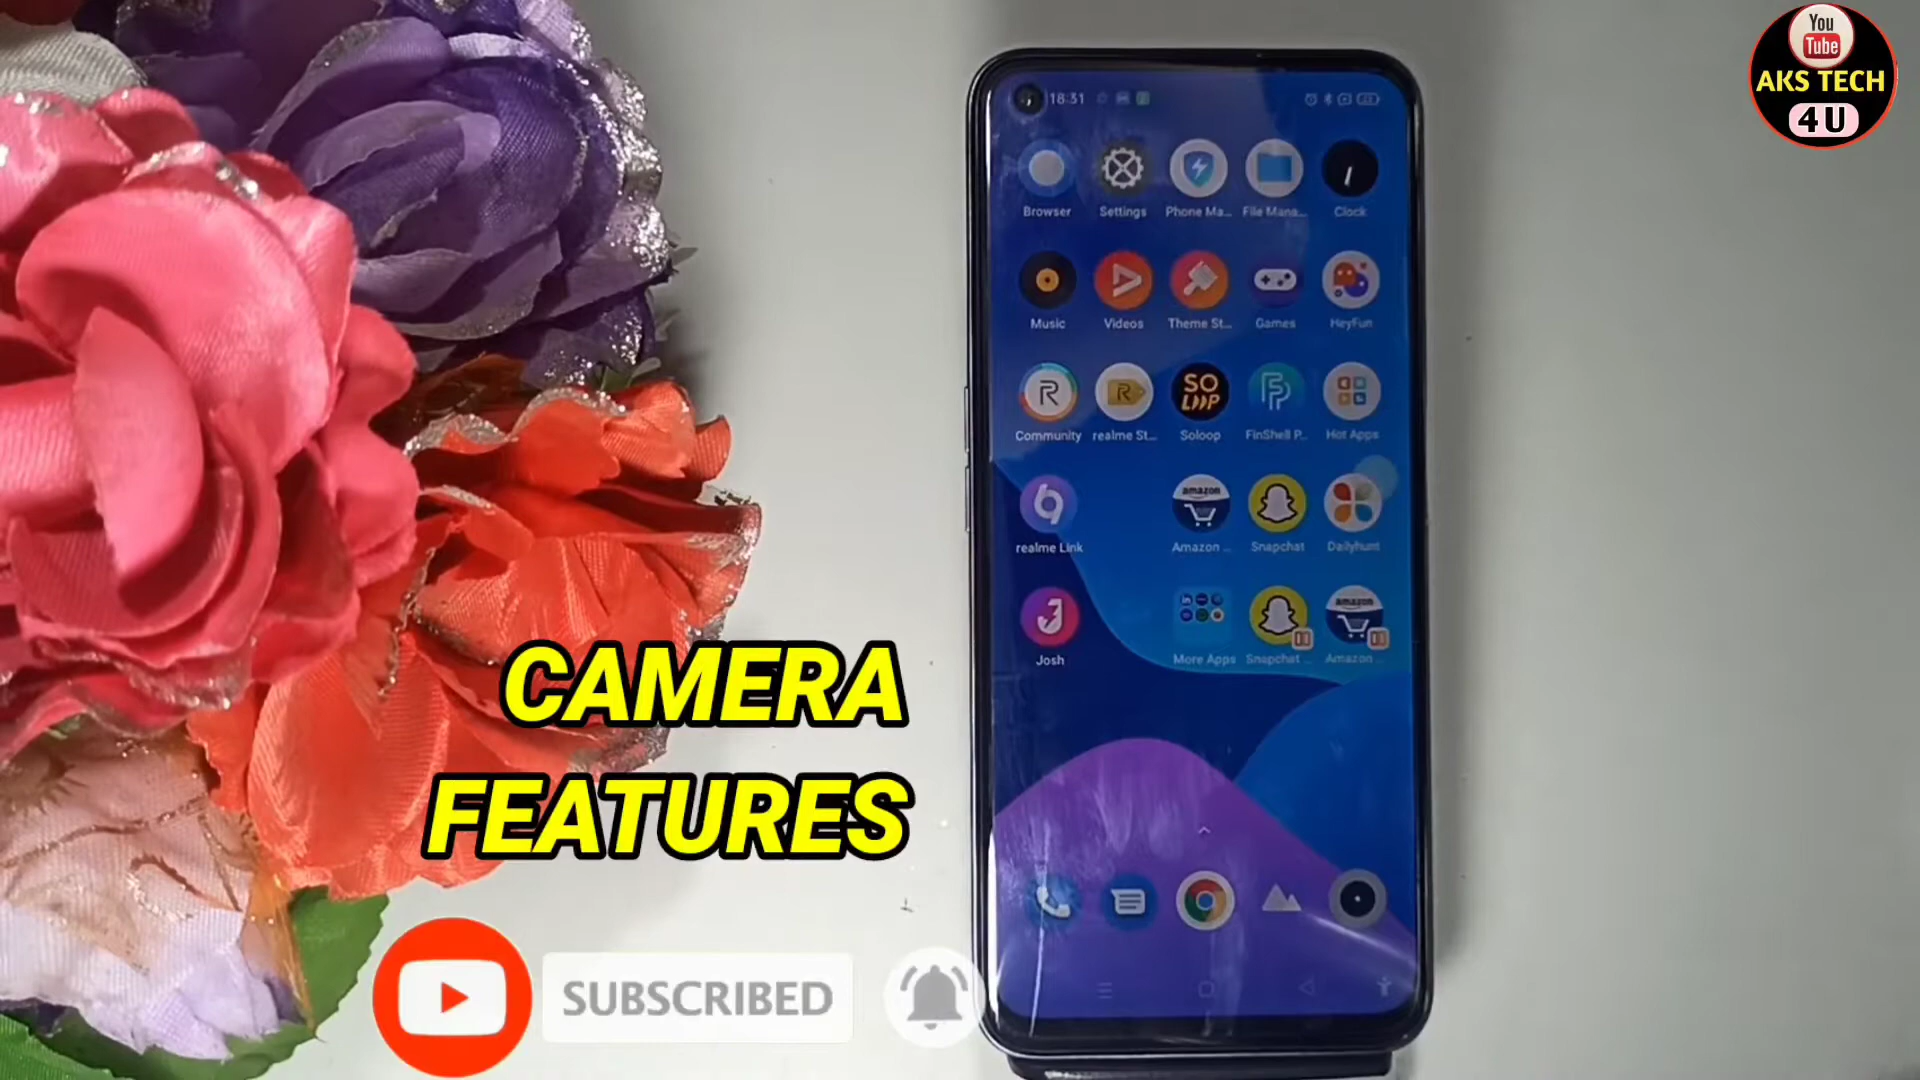 You
Tube
AKS TECH
4U
18:31
Browser Settings Phone Ma... File Mana... Clock
Music Videos Theme St... Games HeyFun
SO
LOOP
Community realme St... Soloop FinShell P... Hot Apps
amazon
realme Link Amazon ... Snapchat Dailyhunt
in
amazon
Josh More Apps Snapchat ... Amazon ...
CAMERA
FEATURES
SUBSCRIBED